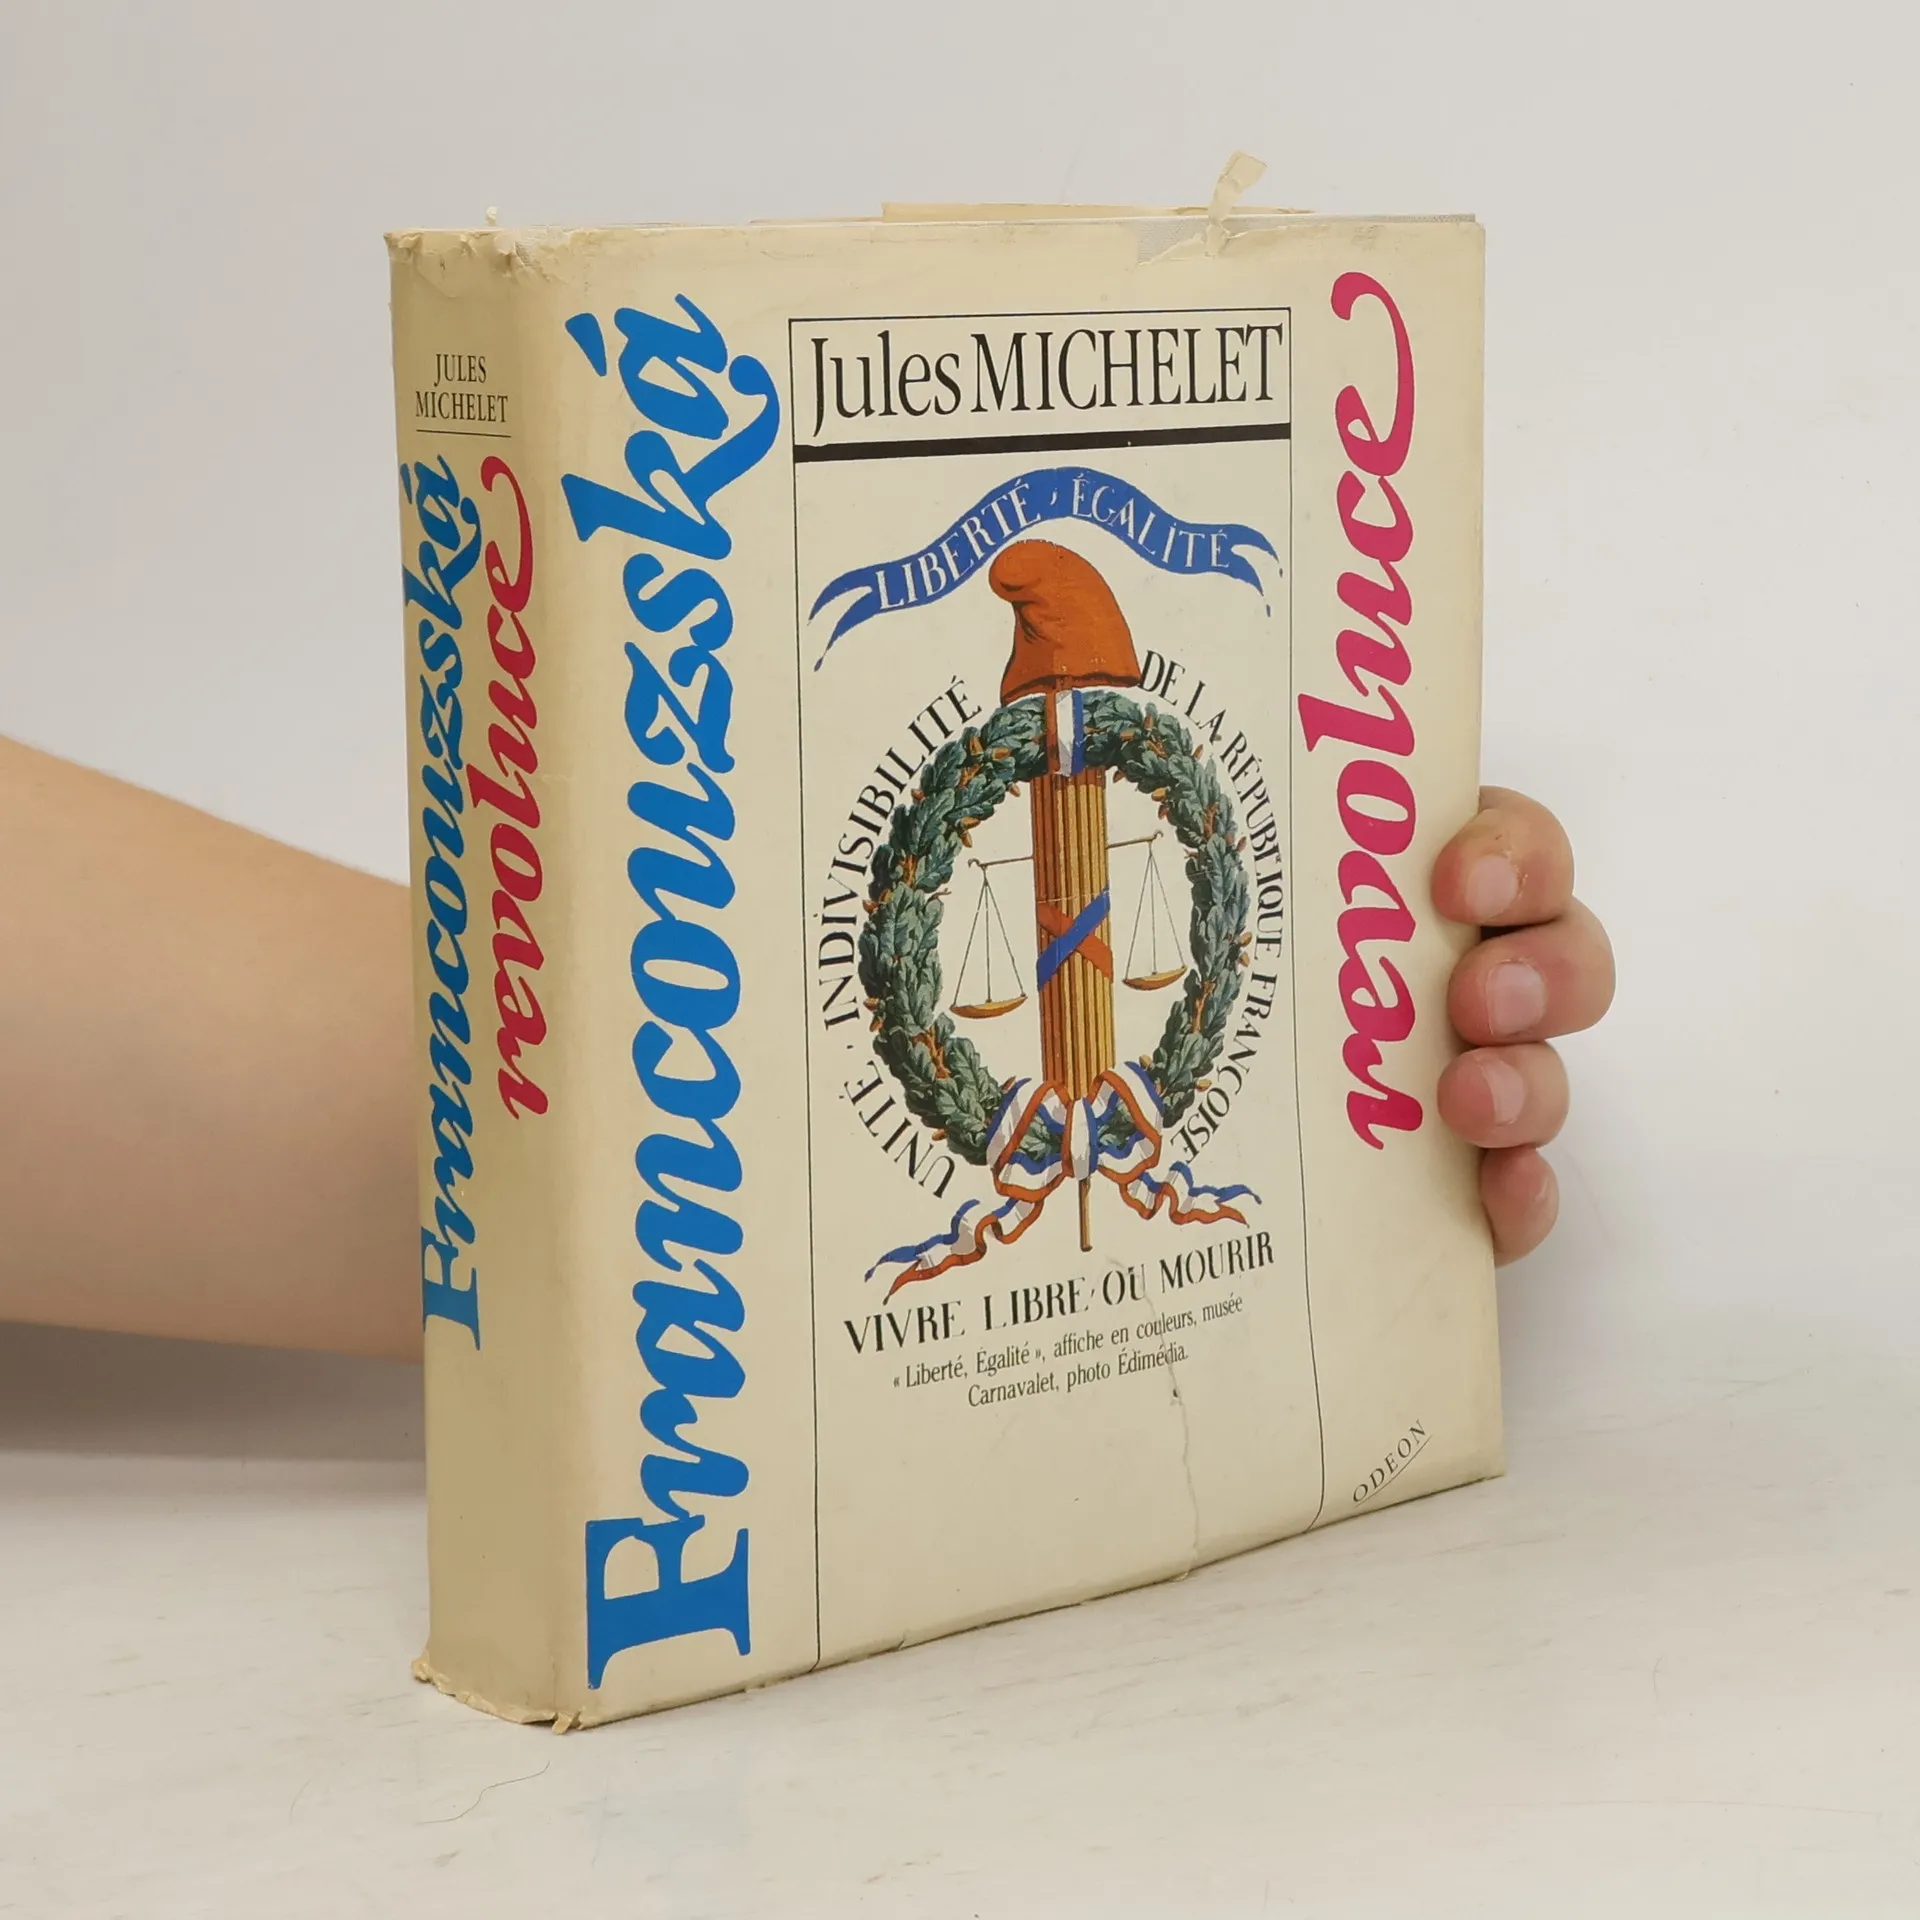 JULES
MICHELET
Francouzská
revoluce
Francouzská
Jules MICHELET
LIBERTÉ, ÉGALITÉ
UNITÉ · INDIVISIBILITÉ
DE LA RÉPUBLIQUE FRANÇOISE
VIVRE LIBRE, OU MOURIR
« Liberté, Égalité », affiche en couleurs, musée
Carnavalet, photo Édimédia.
revoluce
ODEON